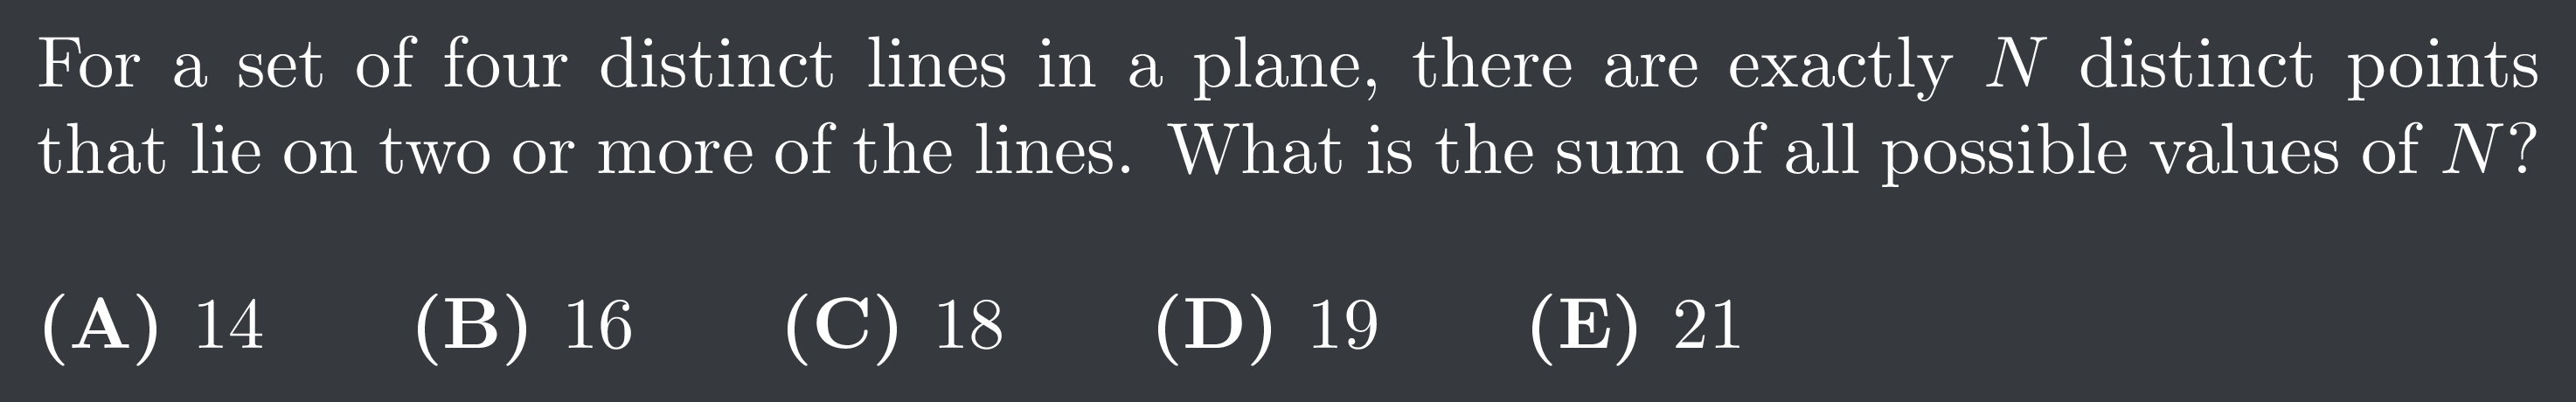 For a set of four distinct lines in a plane, there are exactly N distinct points
that lie on two or more of the lines. What is the sum of all possible values of N?
(A) 14 (B) 16 (C) 18 (D) 19 (E) 21